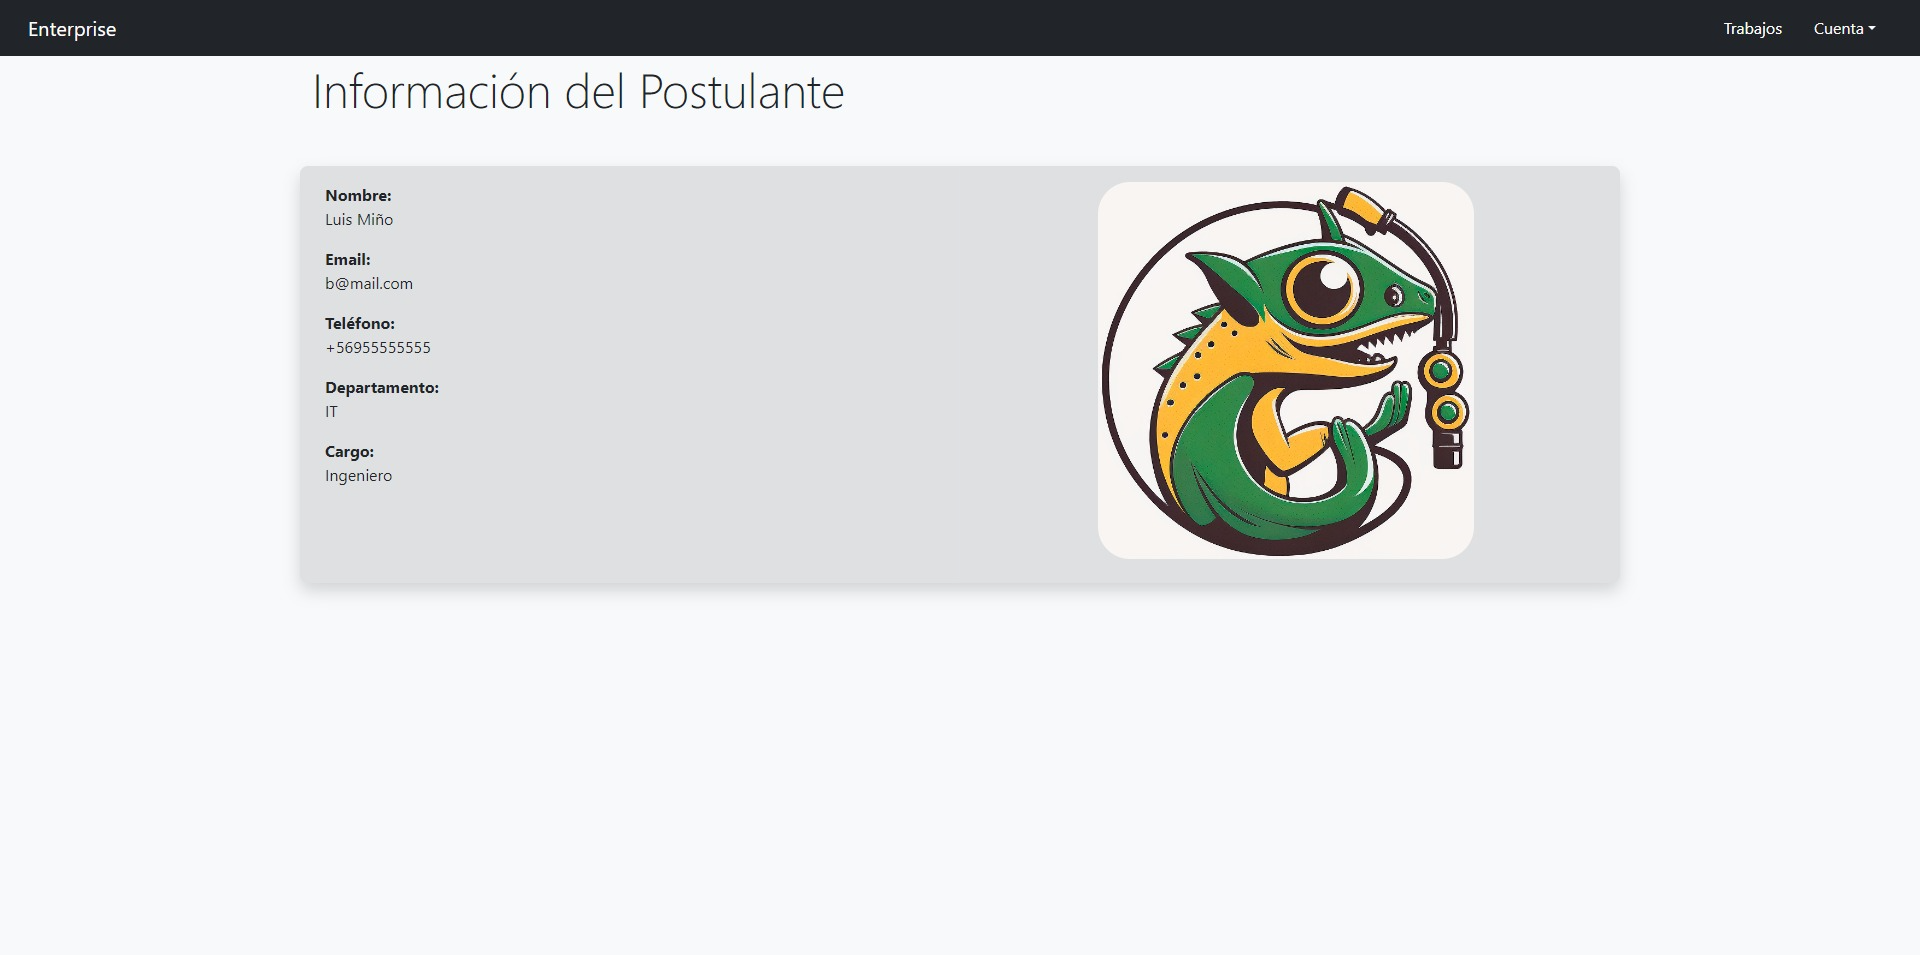 Enterprise
Trabajos
Cuenta
Información del Postulante
Nombre:
Luis Miño
Email:
b@mail.com
Teléfono:
+56955555555
Departamento:
IT
Cargo:
Ingeniero